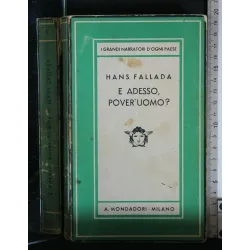 I GRANDI NARRATORI D'OGNI PAESE
HANS FALLADA
E ADESSO,
POVER'UOMO?
A. MONDADORI - MILANO